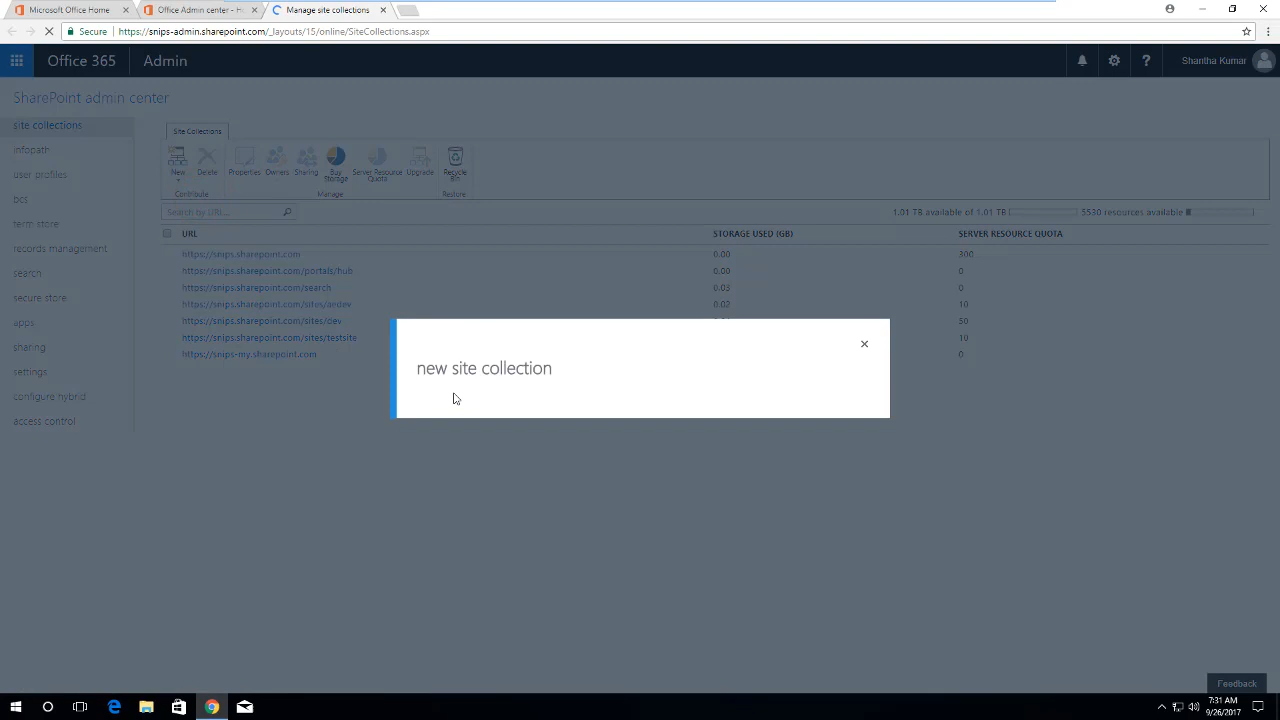 Microsoft Office Home
Office Admin center - H
Manage site collections
Secure https://snips-admin.sharepoint.com/_layouts/15/online/SiteCollections.aspx
Office 365 Admin Shantha Kumar
SharePoint admin center
site collections
infopath
user profiles
bcs
term store
records management
search
secure store
apps
sharing
settings
configure hybrid
access control
Site Collections
New Delete Properties Owners Sharing Buy Storage Server Resource Quota Upgrade Recycle Bin
Contribute Manage Restore
Search by URL... 1.01 TB available of 1.01 TB 5530 resources available
URL STORAGE USED (GB) SERVER RESOURCE QUOTA
https://snips.sharepoint.com 0.00 300
https://snips.sharepoint.com/portals/hub 0.00 0
https://snips.sharepoint.com/search 0.03 0
https://snips.sharepoint.com/sites/aedev 0.02 10
https://snips.sharepoint.com/sites/dev 50
https://snips.sharepoint.com/sites/testsite 10
https://snips-my.sharepoint.com 0
new site collection
Feedback
7:31 AM
9/26/2017